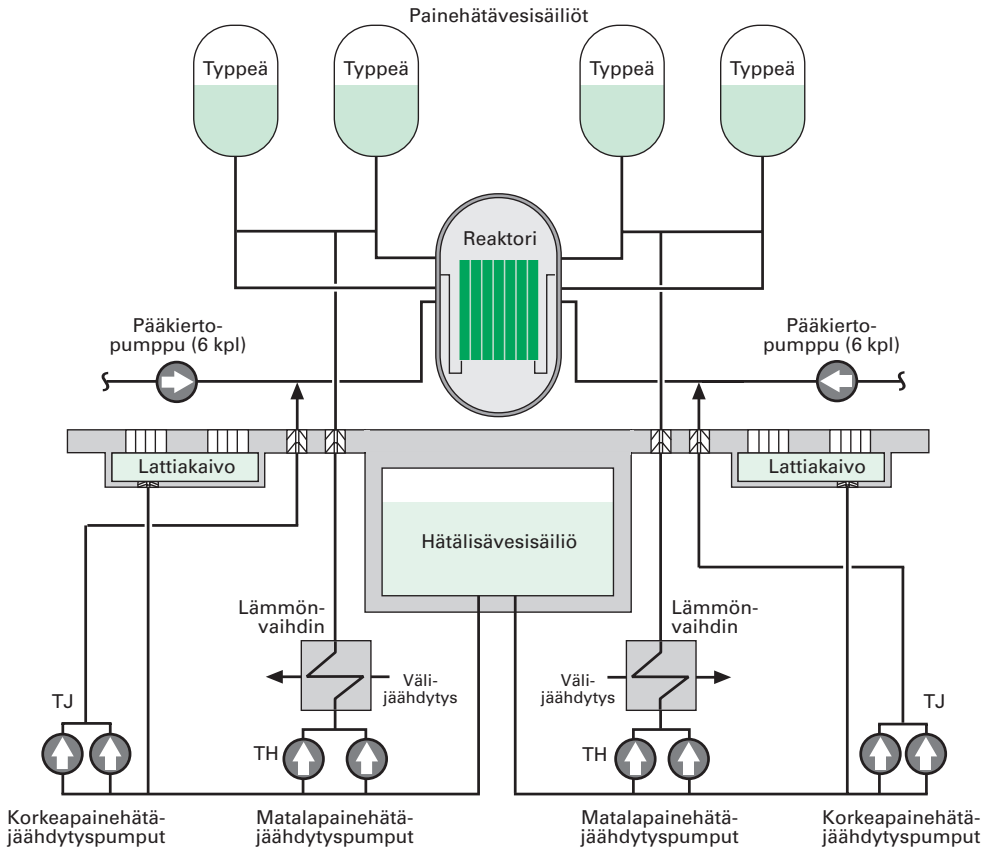 Painehätävesisäiliöt
Typpeä
Typpeä
Typpeä
Typpeä
Reaktori
Pääkierto-
pumppu (6 kpl)
Pääkierto-
pumppu (6 kpl)
Lattiakaivo
Lattiakaivo
Hätälisävesisäiliö
Lämmön-
vaihdin
Lämmön-
vaihdin
Väli-
jäähdytys
Väli-
jäähdytys
TJ
TJ
TH
TH
Korkeapainehätä-
jäähdytyspumput
Matalapainehätä-
jäähdytyspumput
Matalapainehätä-
jäähdytyspumput
Korkeapainehätä-
jäähdytyspumput